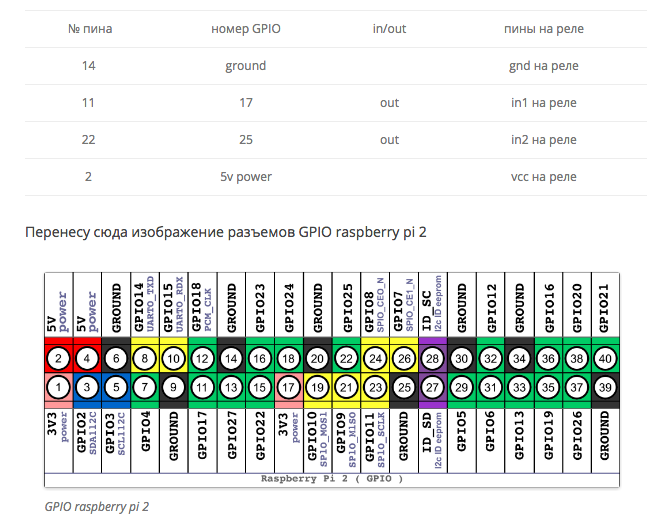 № пина номер GPIO in/out пины на реле
14 ground gnd на реле
11 17 out in1 на реле
22 25 out in2 на реле
2 5v power vcc на реле
Перенесу сюда изображение разъемов GPIO raspberry pi 2
5V power
5V power
GROUND
GPIO14 UART0_TXD
GPIO15 UART0_RDX
GPIO18 PCM_CLK
GROUND
GPIO23
GPIO24
GROUND
GPIO25
GPIO8 SPI0_CEO_N
GPIO7 SPI0_CE1_N
ID_SC I2c ID eeprom
GROUND
GPIO12
GROUND
GPIO16
GPIO20
GPIO21
2 4 6 8 10 12 14 16 18 20 22 24 26 28 30 32 34 36 38 40
1 3 5 7 9 11 13 15 17 19 21 23 25 27 29 31 33 35 37 39
3V3 power
GPIO2 SDA1I2C
GPIO3 SCL1I2C
GPIO4
GROUND
GPIO17
GPIO27
GPIO22
3V3 power
GPIO10 SPI0_MOSI
GPIO9 SPI0_MISO
GPIO11 SPI0_SCLK
GROUND
ID_SD I2c ID eeprom
GPIO5
GPIO6
GPIO13
GPIO19
GPIO26
GROUND
Raspberry Pi 2 ( GPIO )
GPIO raspberry pi 2